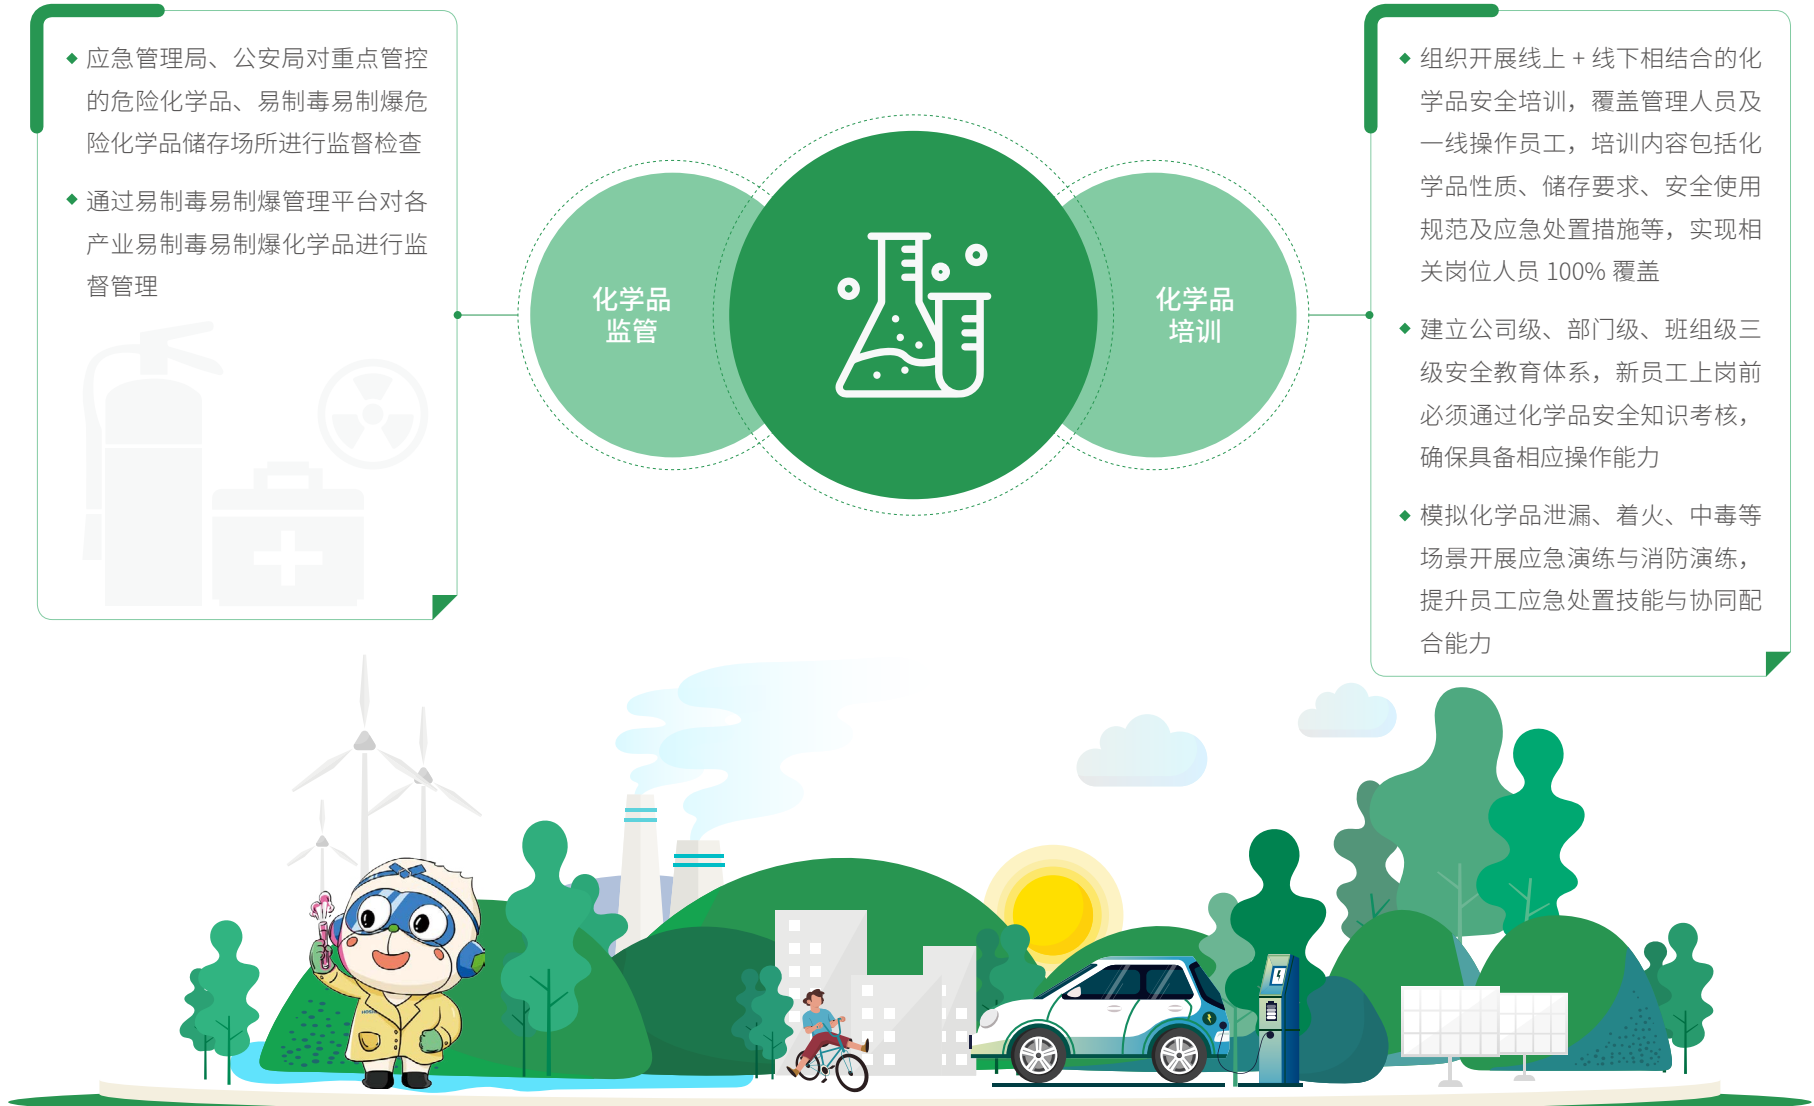 应急管理局、公安局对重点管控
的危险化学品、易制毒易制爆危
险化学品储存场所进行监督检查
通过易制毒易制爆管理平台对各
产业易制毒易制爆化学品进行监
督管理
化学品
监管
化学品
培训
组织开展线上 + 线下相结合的化
学品安全培训，覆盖管理人员及
一线操作员工，培训内容包括化
学品性质、储存要求、安全使用
规范及应急处置措施等，实现相
关岗位人员 100% 覆盖
建立公司级、部门级、班组级三
级安全教育体系，新员工上岗前
必须通过化学品安全知识考核，
确保具备相应操作能力
模拟化学品泄漏、着火、中毒等
场景开展应急演练与消防演练，
提升员工应急处置技能与协同配
合能力